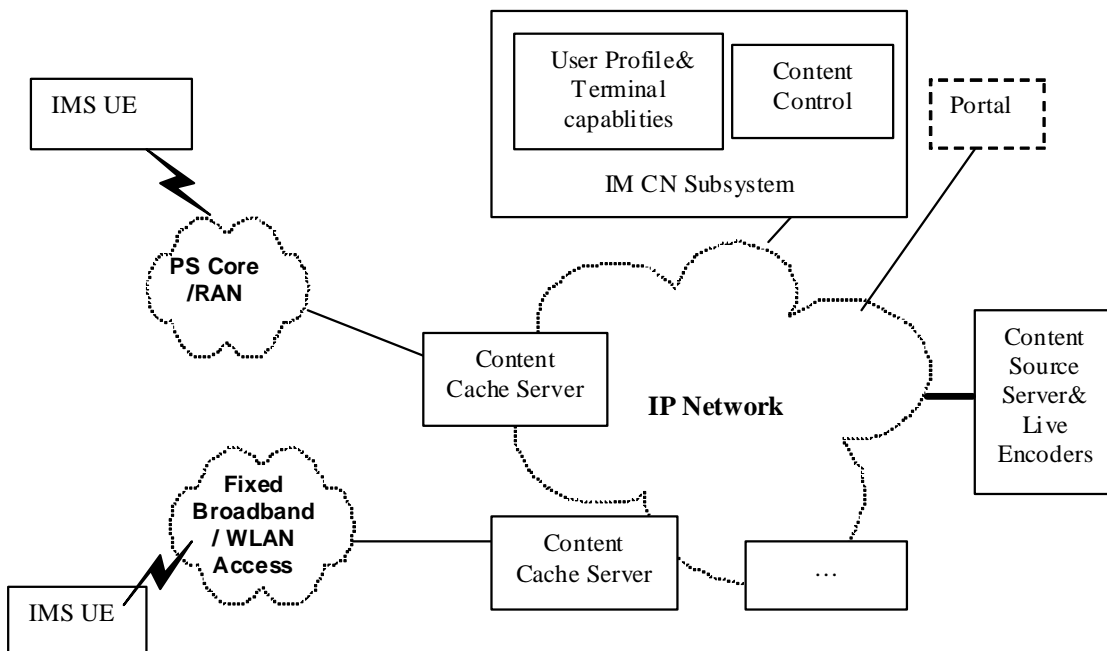 User Profile&
Terminal
capablities
Content
Control
IM CN Subsystem
IMS UE
Portal
PS Core
/RAN
Content
Cache Server
IP Network
Content
Source
Server&
Live
Encoders
Fixed
Broadband
/ WLAN
Access
Content
Cache Server
…
IMS UE